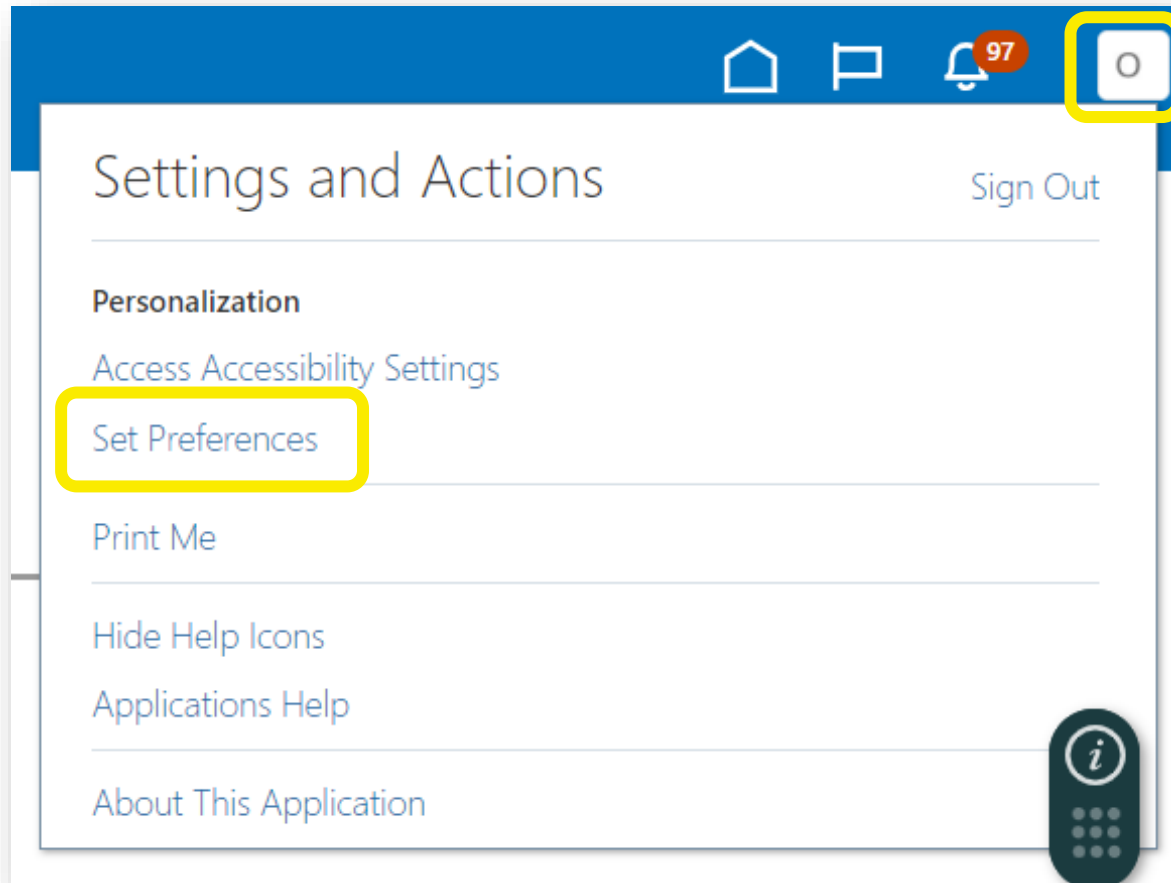 97
O
Settings and Actions
Sign Out
Personalization
Access Accessibility Settings
Set Preferences
Print Me
Hide Help Icons
Applications Help
i
About This Application